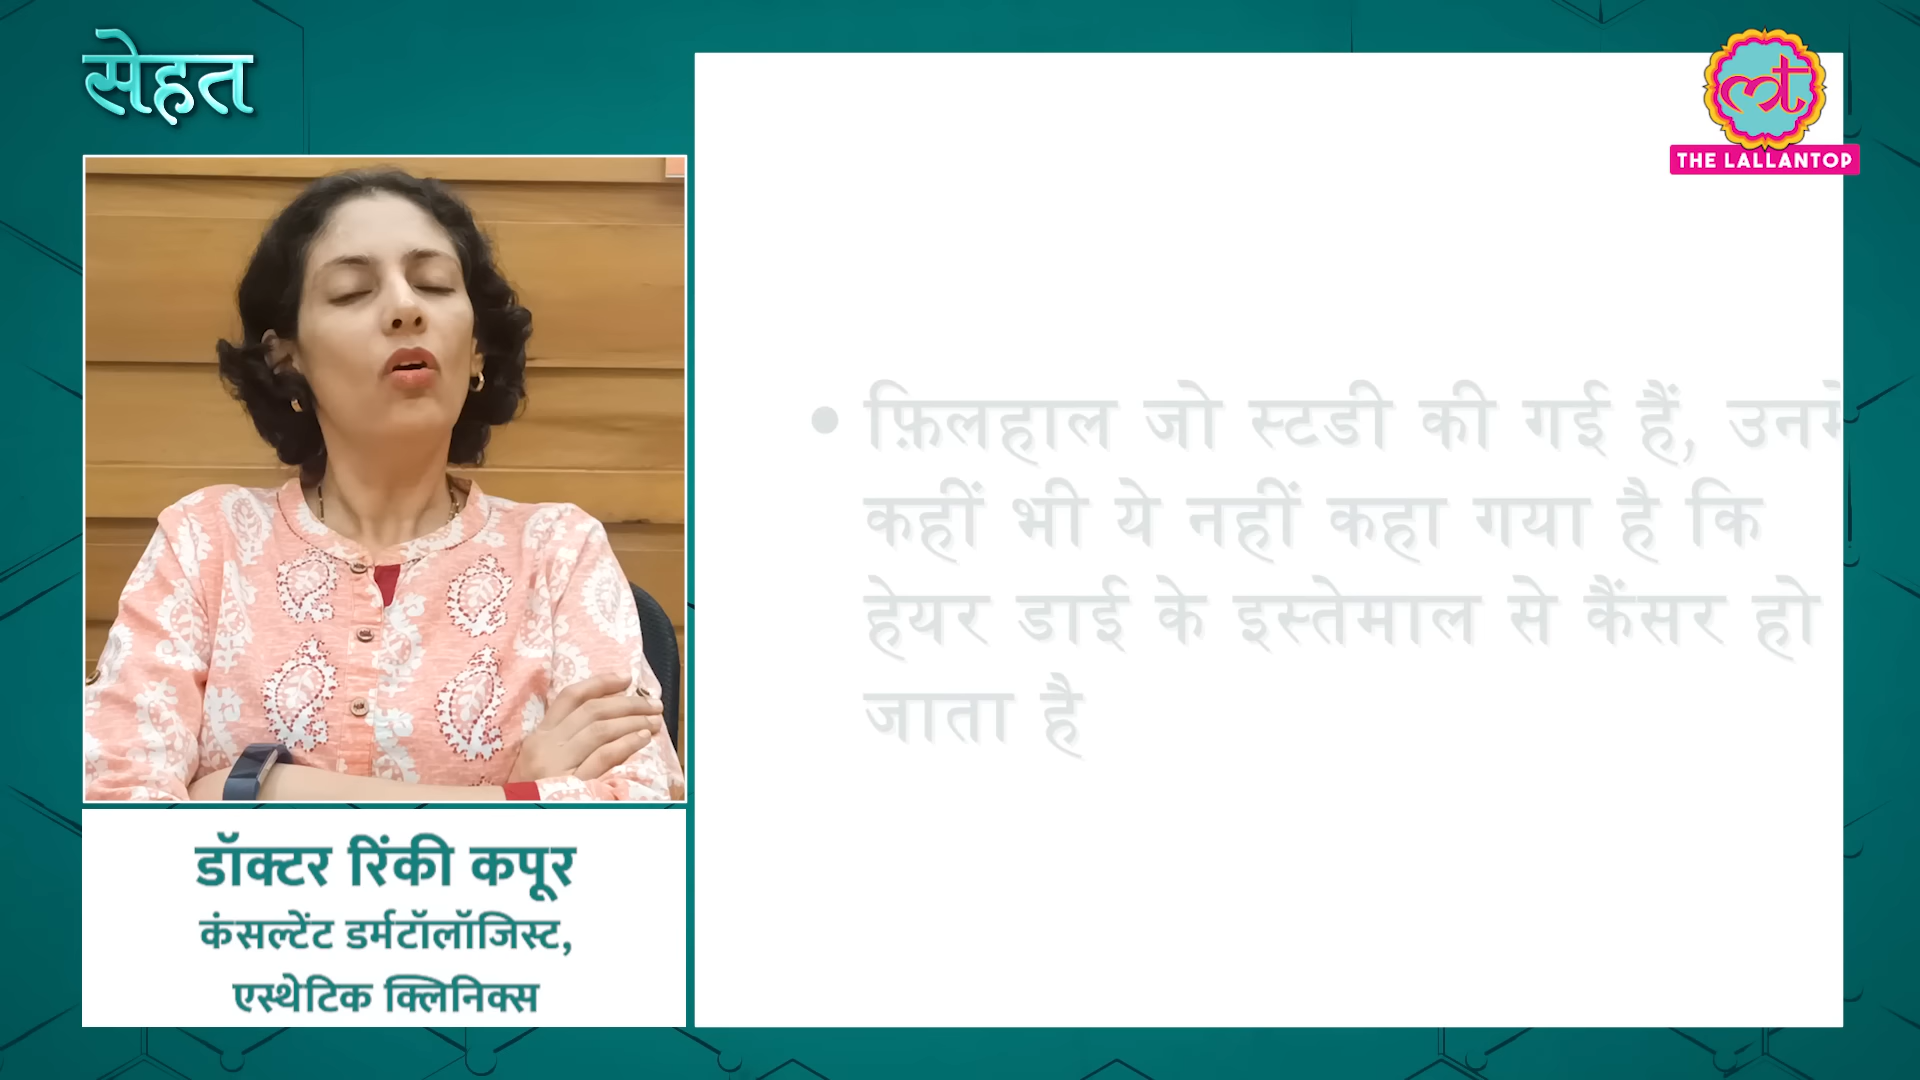 सेहत
THE LALLANTOP
• फ़िलहाल जो स्टडी की गई हैं, उनमें
कहीं भी ये नहीं कहा गया है कि
हेयर डाई के इस्तेमाल से कैंसर हो
जाता है
डॉक्टर रिंकी कपूर
कंसल्टेंट डर्मटॉलॉजिस्ट,
एस्थेटिक क्लिनिक्स